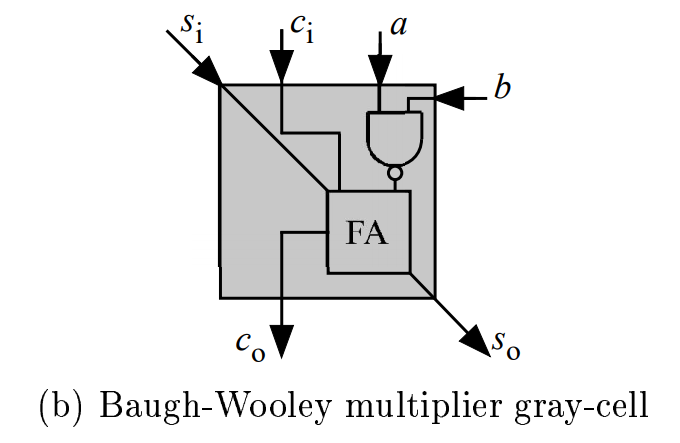 si ci a
b
FA
co so
(b) Baugh-Wooley multiplier gray-cell